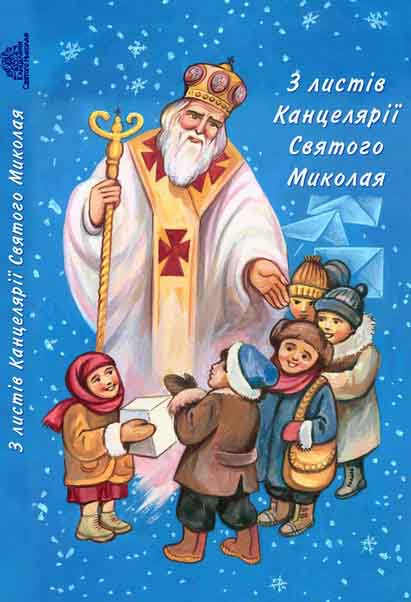 З листів
Канцелярії
Святого
Миколая
З листів Канцелярії Святого Миколая